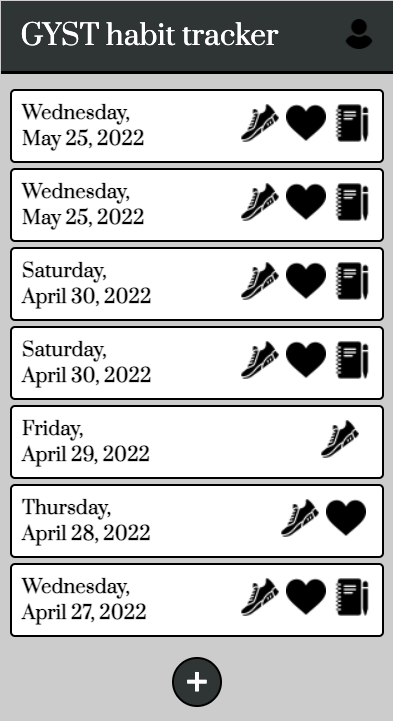 GYST habit tracker
Wednesday,
May 25, 2022
Wednesday,
May 25, 2022
Saturday,
April 30, 2022
Saturday,
April 30, 2022
Friday,
April 29, 2022
Thursday,
April 28, 2022
Wednesday,
April 27, 2022
+